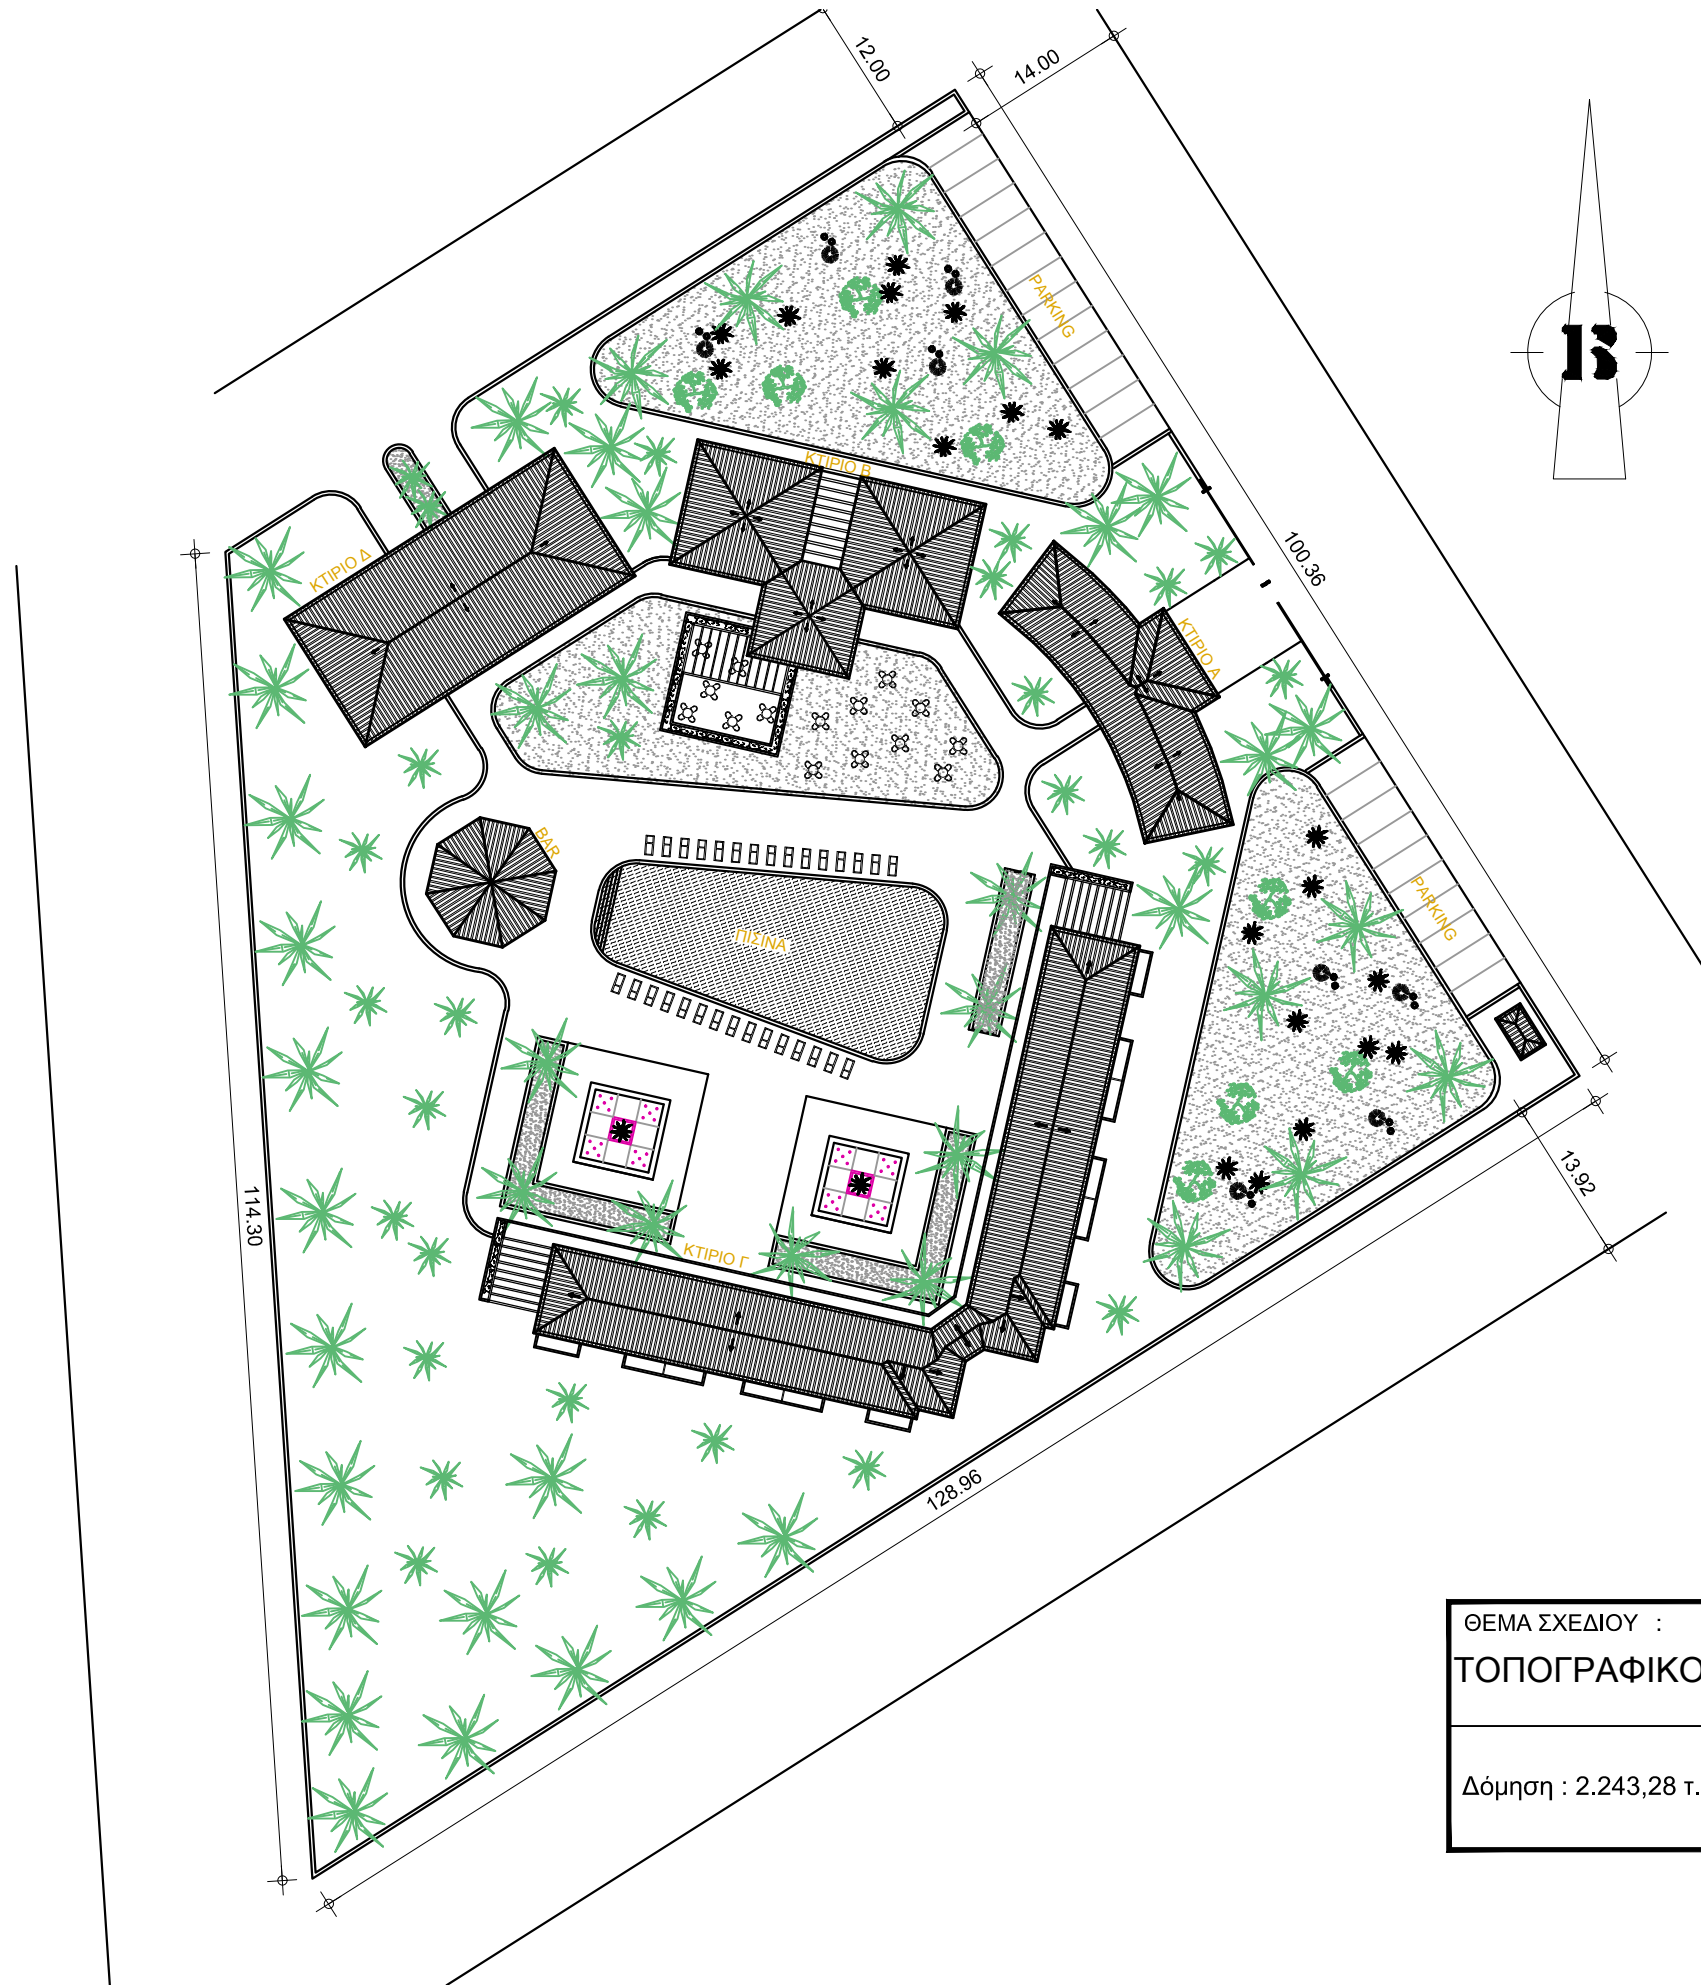 12.00
14.00
B
PARKING
ΚΤΙΡΙΟ Β
100.36
ΚΤΙΡΙΟ Δ
ΚΤΙΡΙΟ Α
BAR
ΠΙΣΙΝΑ
PARKING
13.92
114.30
ΚΤΙΡΙΟ Γ
128.96
ΘΕΜΑ ΣΧΕΔΙΟΥ :
ΤΟΠΟΓΡΑΦΙΚΟ
Δόμηση : 2.243,28 τ.